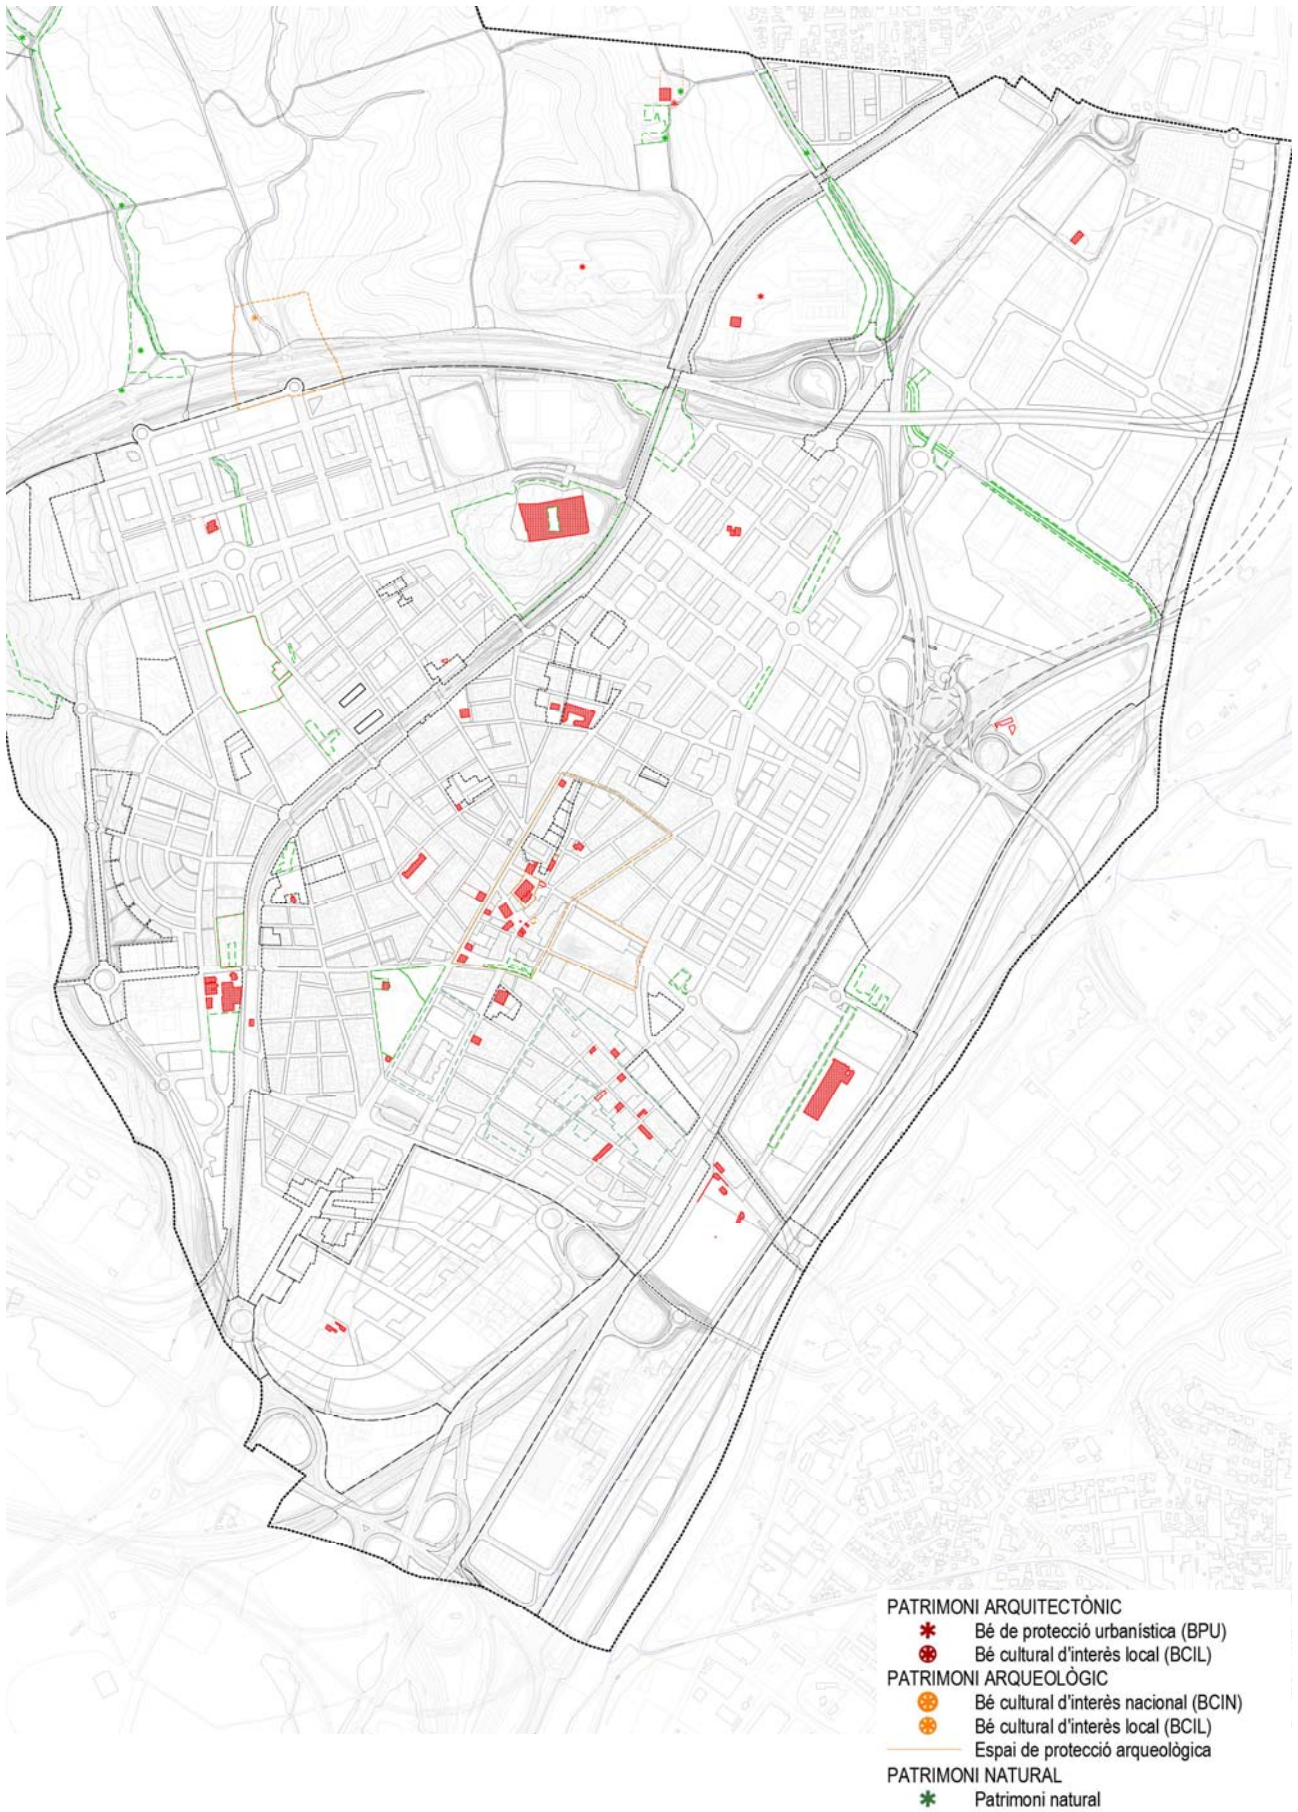 PATRIMONI ARQUITECTÒNIC
Bé de protecció urbanística (BPU)
Bé cultural d'interès local (BCIL)
PATRIMONI ARQUEOLÒGIC
Bé cultural d'interès nacional (BCIN)
Bé cultural d'interès local (BCIL)
Espai de protecció arqueològica
PATRIMONI NATURAL
Patrimoni natural